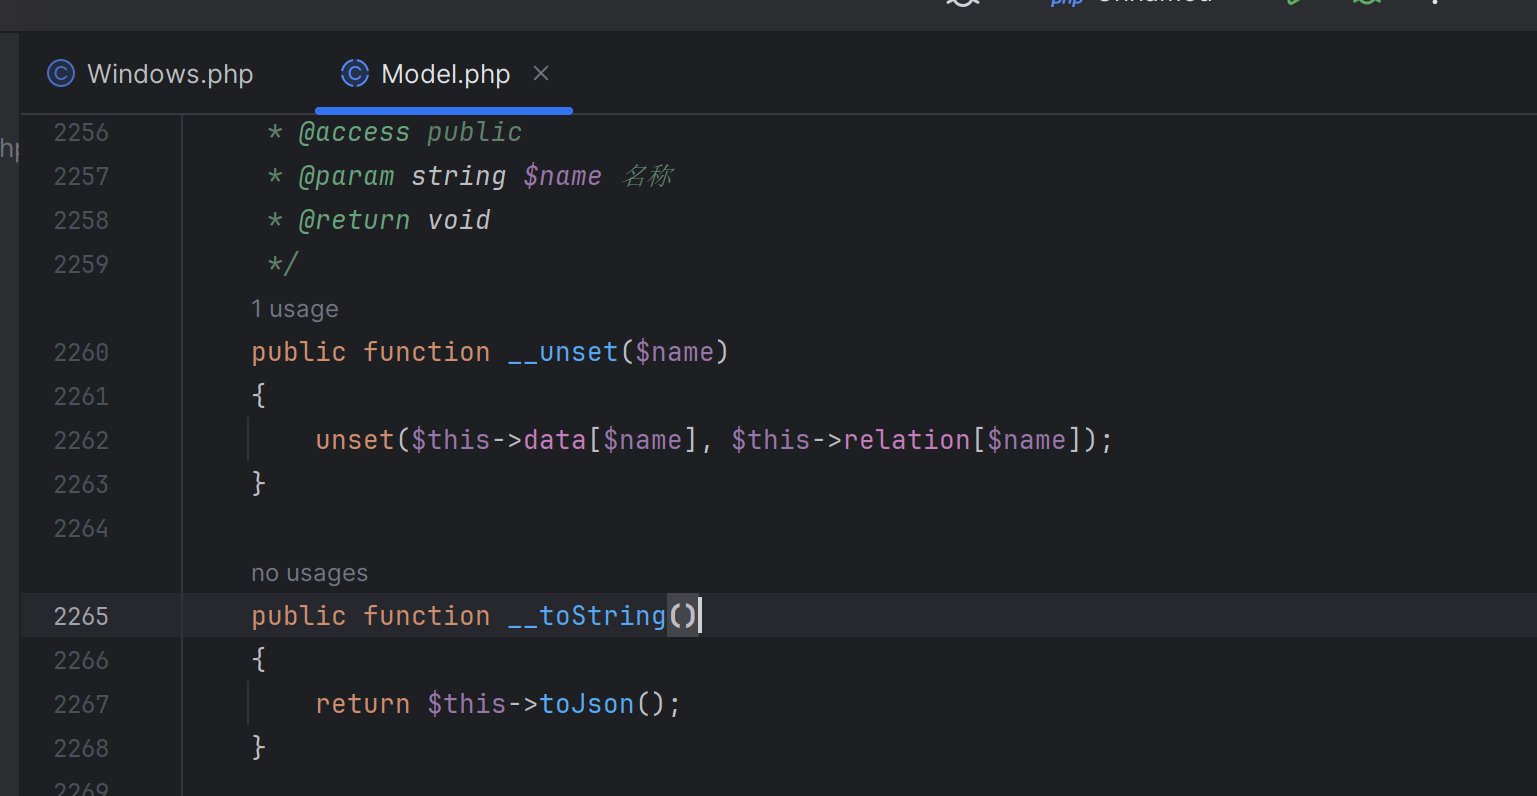 php
Windows.php
Model.php
2256 * @access public
2257 * @param string $name 名称
2258 * @return void
2259 */
1 usage
2260 public function __unset($name)
2261 {
2262 unset($this->data[$name], $this->relation[$name]);
2263 }
2264
no usages
2265 public function __toString()
2266 {
2267 return $this->toJson();
2268 }
2269